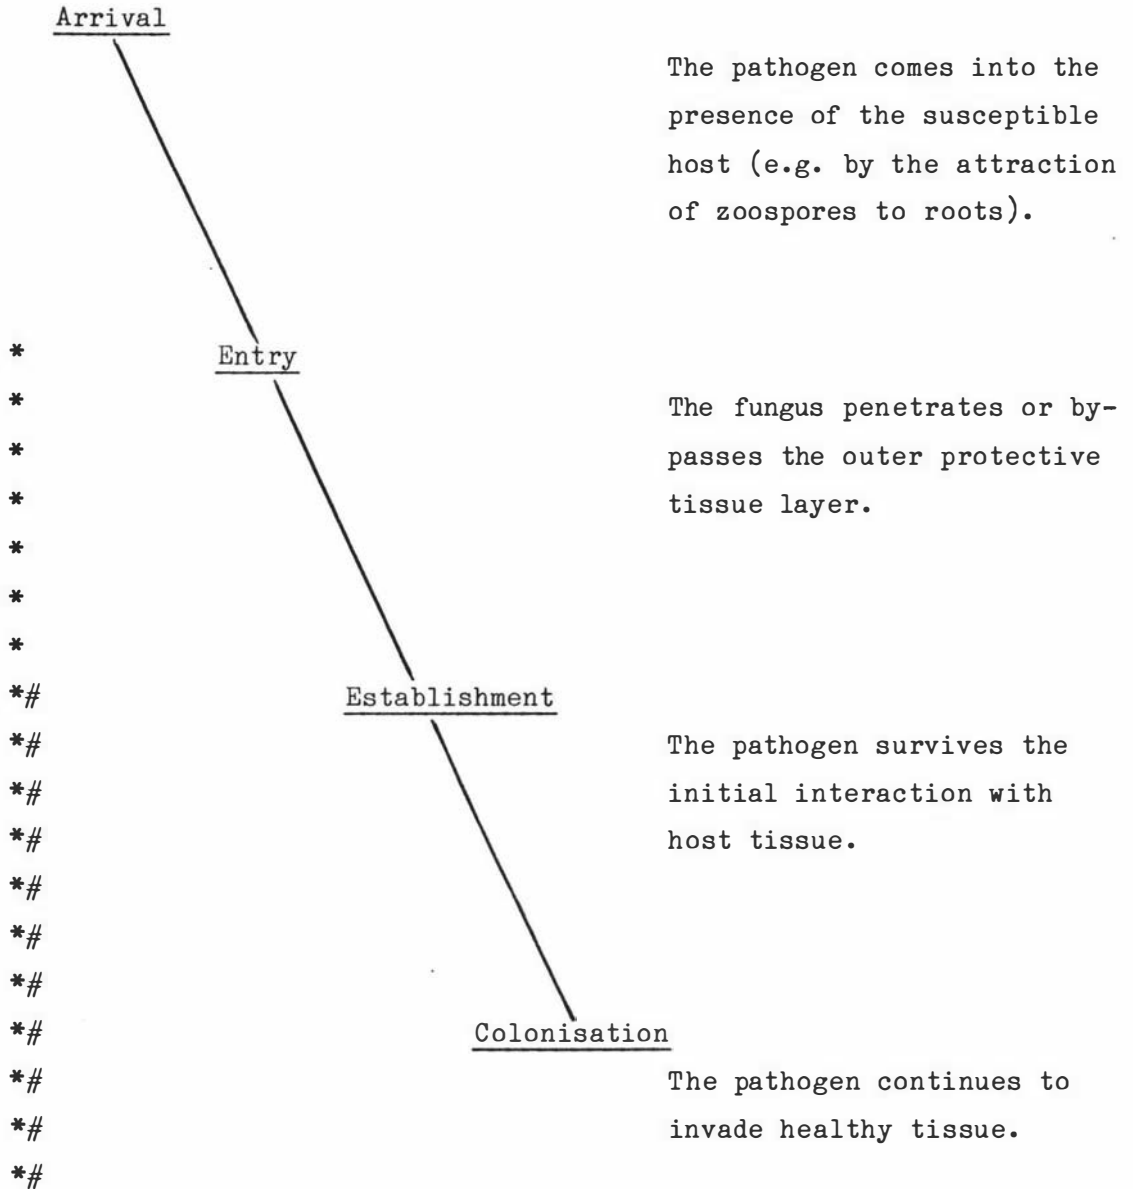 Arrival
The pathogen comes into the
presence of the susceptible
host (e.g. by the attraction
of zoospores to roots).
* Entry
* The fungus penetrates or by-
* passes the outer protective
* tissue layer.
*
*
*
*# Establishment
*# The pathogen survives the
*# initial interaction with
*# host tissue.
*#
*#
*#
*# Colonisation
*# The pathogen continues to
*# invade healthy tissue.
*#